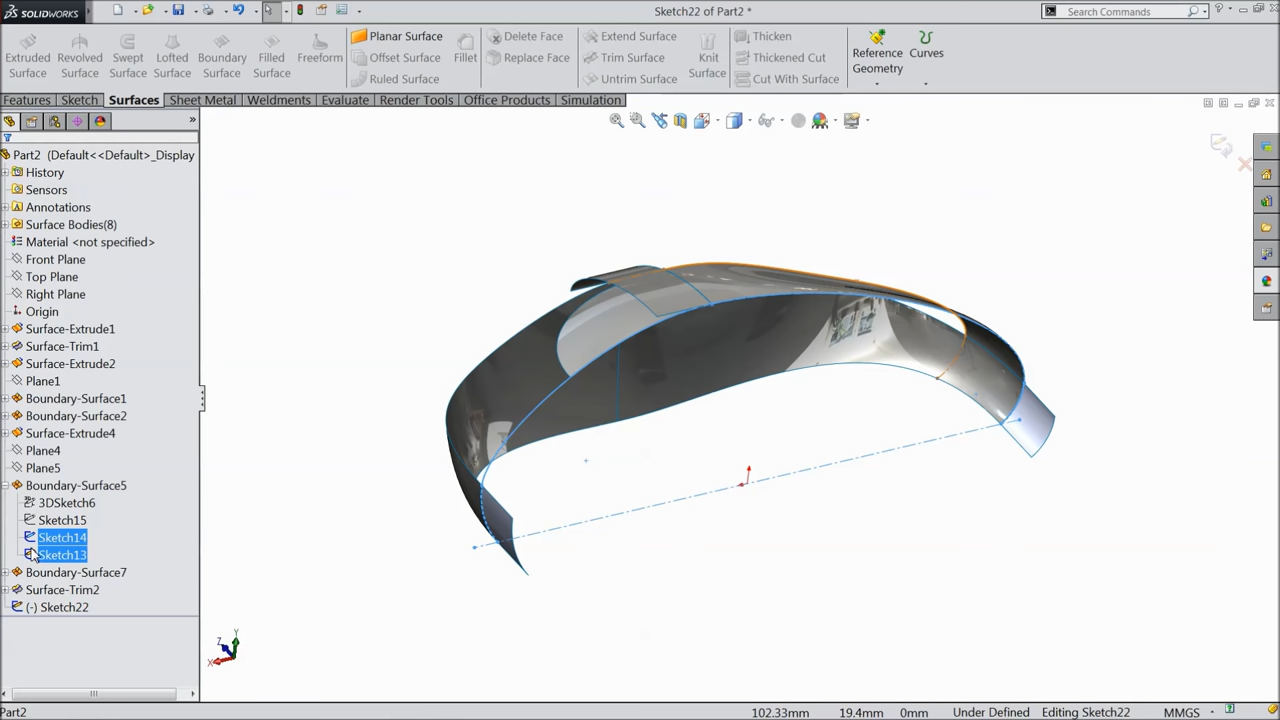 SOLIDWORKS
Sketch22 of Part2 *
Search Commands
Extruded Surface
Revolved Surface
Swept Surface
Lofted Surface
Boundary Surface
Filled Surface
Freeform
Planar Surface
Offset Surface
Ruled Surface
Fillet
Delete Face
Replace Face
Extend Surface
Trim Surface
Untrim Surface
Knit Surface
Thicken
Thickened Cut
Cut With Surface
Reference Geometry
Curves
Features
Sketch
Surfaces
Sheet Metal
Weldments
Evaluate
Render Tools
Office Products
Simulation
Part2 (Default<<Default>_Display
History
Sensors
Annotations
Surface Bodies(8)
Material <not specified>
Front Plane
Top Plane
Right Plane
Origin
Surface-Extrude1
Surface-Trim1
Surface-Extrude2
Plane1
Boundary-Surface1
Boundary-Surface2
Surface-Extrude4
Plane4
Plane5
Boundary-Surface5
3DSketch6
Sketch15
Sketch14
Sketch13
Boundary-Surface7
Surface-Trim2
(-) Sketch22
Y
Z
X
Part2
102.33mm
19.4mm
0mm
Under Defined
Editing Sketch22
MMGS